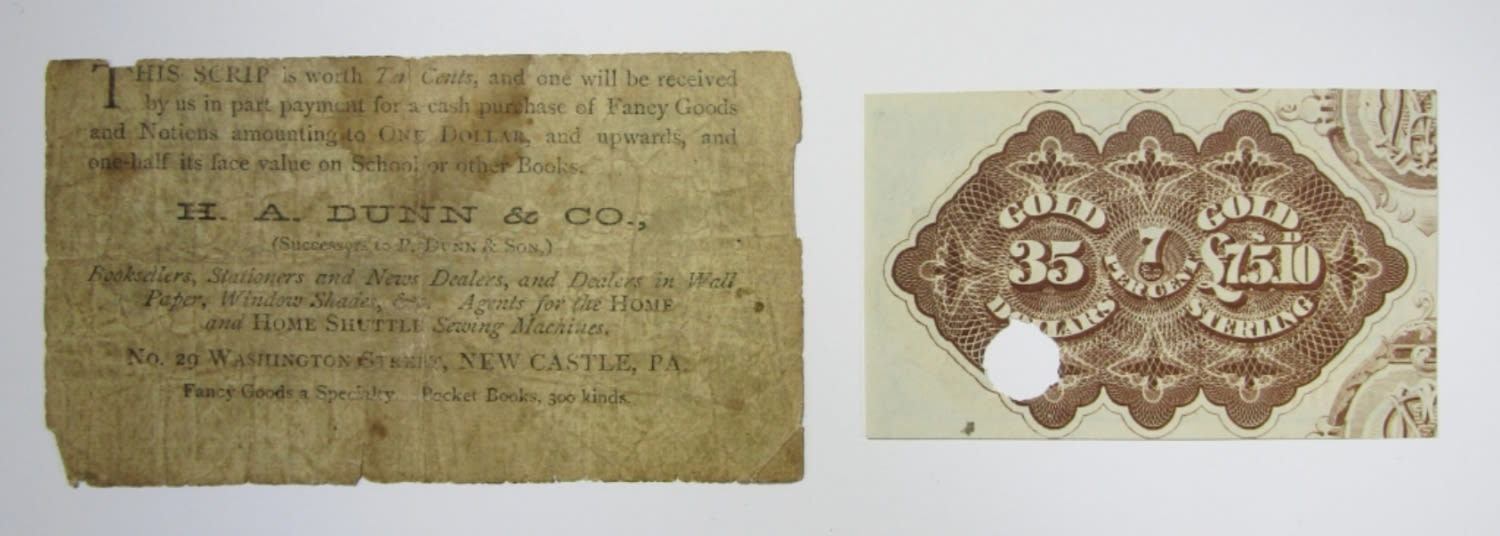 THIS SCRIP is worth Ten Cents, and one will be received
by us in part payment for a cash purchase of Fancy Goods
and Notions amounting to ONE DOLLAR, and upwards, and
one-half its face value on School or other Books.
H. A. DUNN & CO.,
(Successors to P. DUNN & SON,)
Booksellers, Stationers and News Dealers, and Dealers in Wall
Paper, Window Shades, &c. Agents for the HOME
and HOME SHUTTLE Sewing Machines.
No. 29 WASHINGTON STREET, NEW CASTLE, PA.
Fancy Goods a Specialty. Pocket Books, 300 kinds.
GOLD
35
DOLLARS
7
PER CENT
GOLD
£7.5S.10D
STERLING